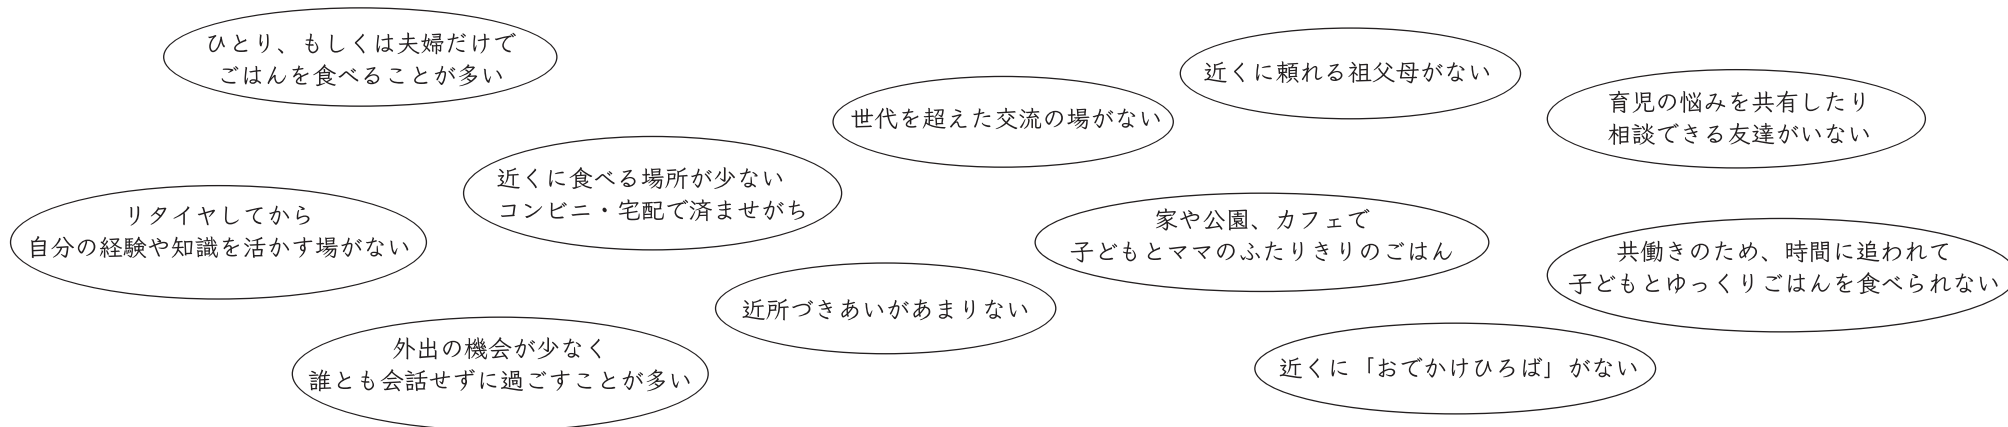 ひとり、もしくは夫婦だけで
ごはんを食べることが多い
近くに頼れる祖父母がない
世代を超えた交流の場がない
育児の悩みを共有したり
相談できる友達がいない
近くに食べる場所が少ない
コンビニ・宅配で済ませがち
リタイヤしてから
自分の経験や知識を活かす場がない
家や公園、カフェで
子どもとママのふたりきりのごはん
共働きのため、時間に追われて
子どもとゆっくりごはんを食べられない
近所づきあいがあまりない
外出の機会が少なく
誰とも会話せずに過ごすことが多い
近くに「おでかけひろば」がない